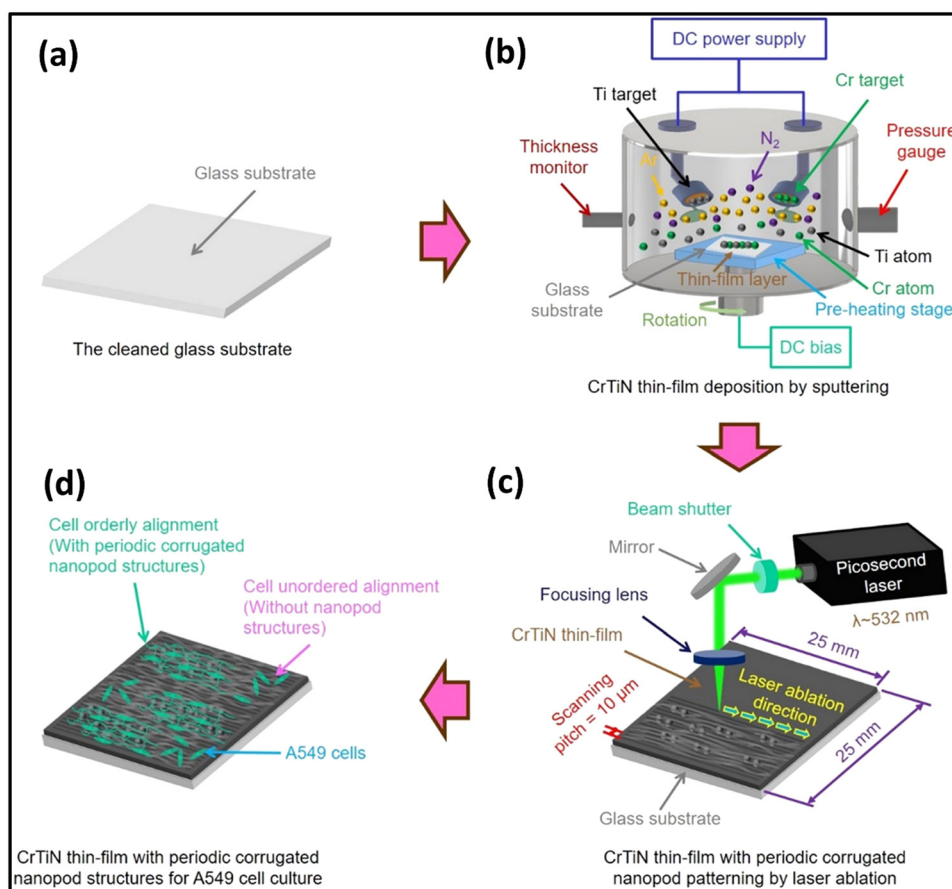 (a)
Glass substrate
The cleaned glass substrate
(b)
DC power supply
Ti target
Cr target
Thickness
monitor
Ar
N₂
Pressure
gauge
Ti atom
Thin-film layer
Glass
substrate
Cr atom
Pre-heating stage
Rotation
DC bias
CrTiN thin-film deposition by sputtering
(c)
Beam shutter
Mirror
Picosecond
laser
λ~532 nm
Focusing lens
CrTiN thin-film
25 mm
Laser ablation
direction
Scanning
pitch = 10 μm
25 mm
Glass substrate
CrTiN thin-film with periodic corrugated
nanopod patterning by laser ablation
(d)
Cell orderly alignment
(With periodic corrugated
nanopod structures)
Cell unordered alignment
(Without nanopod
structures)
A549 cells
CrTiN thin-film with periodic corrugated
nanopod structures for A549 cell culture